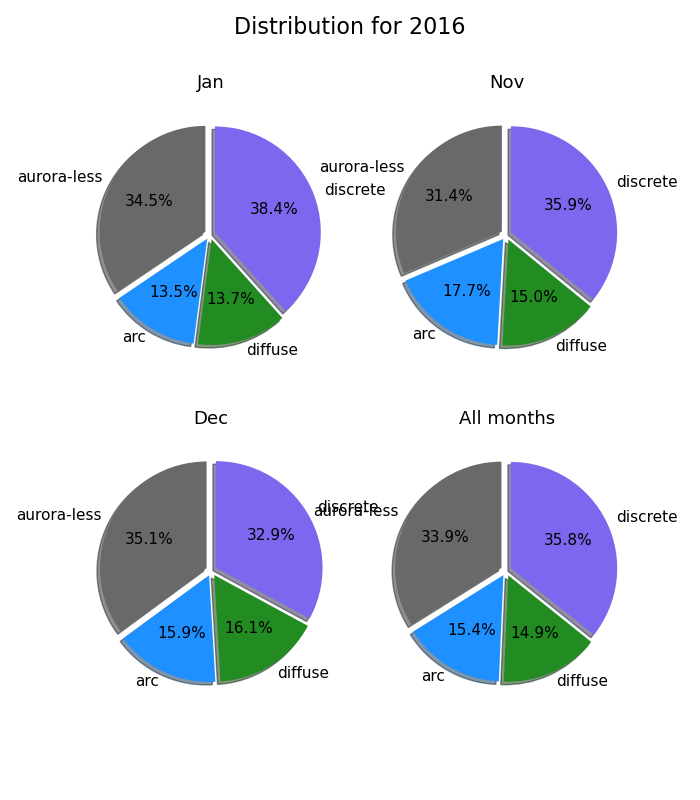 Distribution for 2016
Jan
aurora-less
34.5%
38.4%
discrete
13.5%
13.7%
arc
diffuse
Nov
aurora-less
31.4%
35.9%
discrete
17.7%
15.0%
arc
diffuse
Dec
aurora-less
35.1%
32.9%
discrete
15.9%
16.1%
arc
diffuse
All months
aurora-less
33.9%
35.8%
discrete
15.4%
14.9%
arc
diffuse